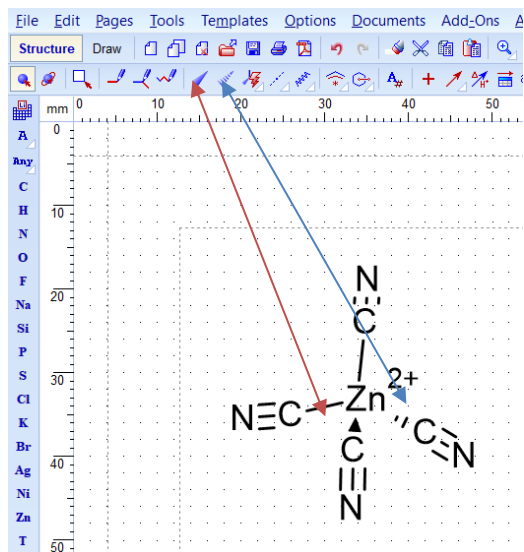 File Edit Pages Tools Templates Options Documents Add-Ons A
Structure Draw
A#
mm 0 10 20 30 40 50
0
A
Any
C
H
10
N
O
F
20
Na
Si
P
30
S
Cl
K
40
Br
Ag
Ni
Zn
50
T
N
C
2+
Zn
N C
C N
C
N